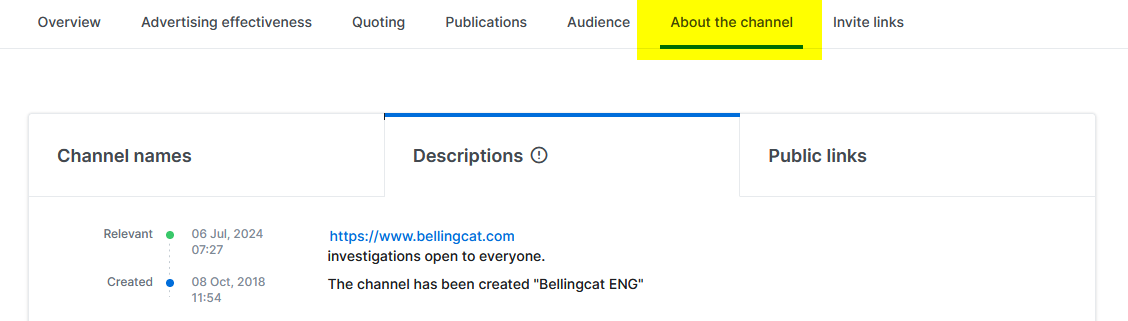 Overview Advertising effectiveness Quoting Publications Audience About the channel Invite links
Channel names Descriptions Public links
Relevant 06 Jul, 2024 https://www.bellingcat.com
07:27 investigations open to everyone.
Created 08 Oct, 2018 The channel has been created "Bellingcat ENG"
11:54